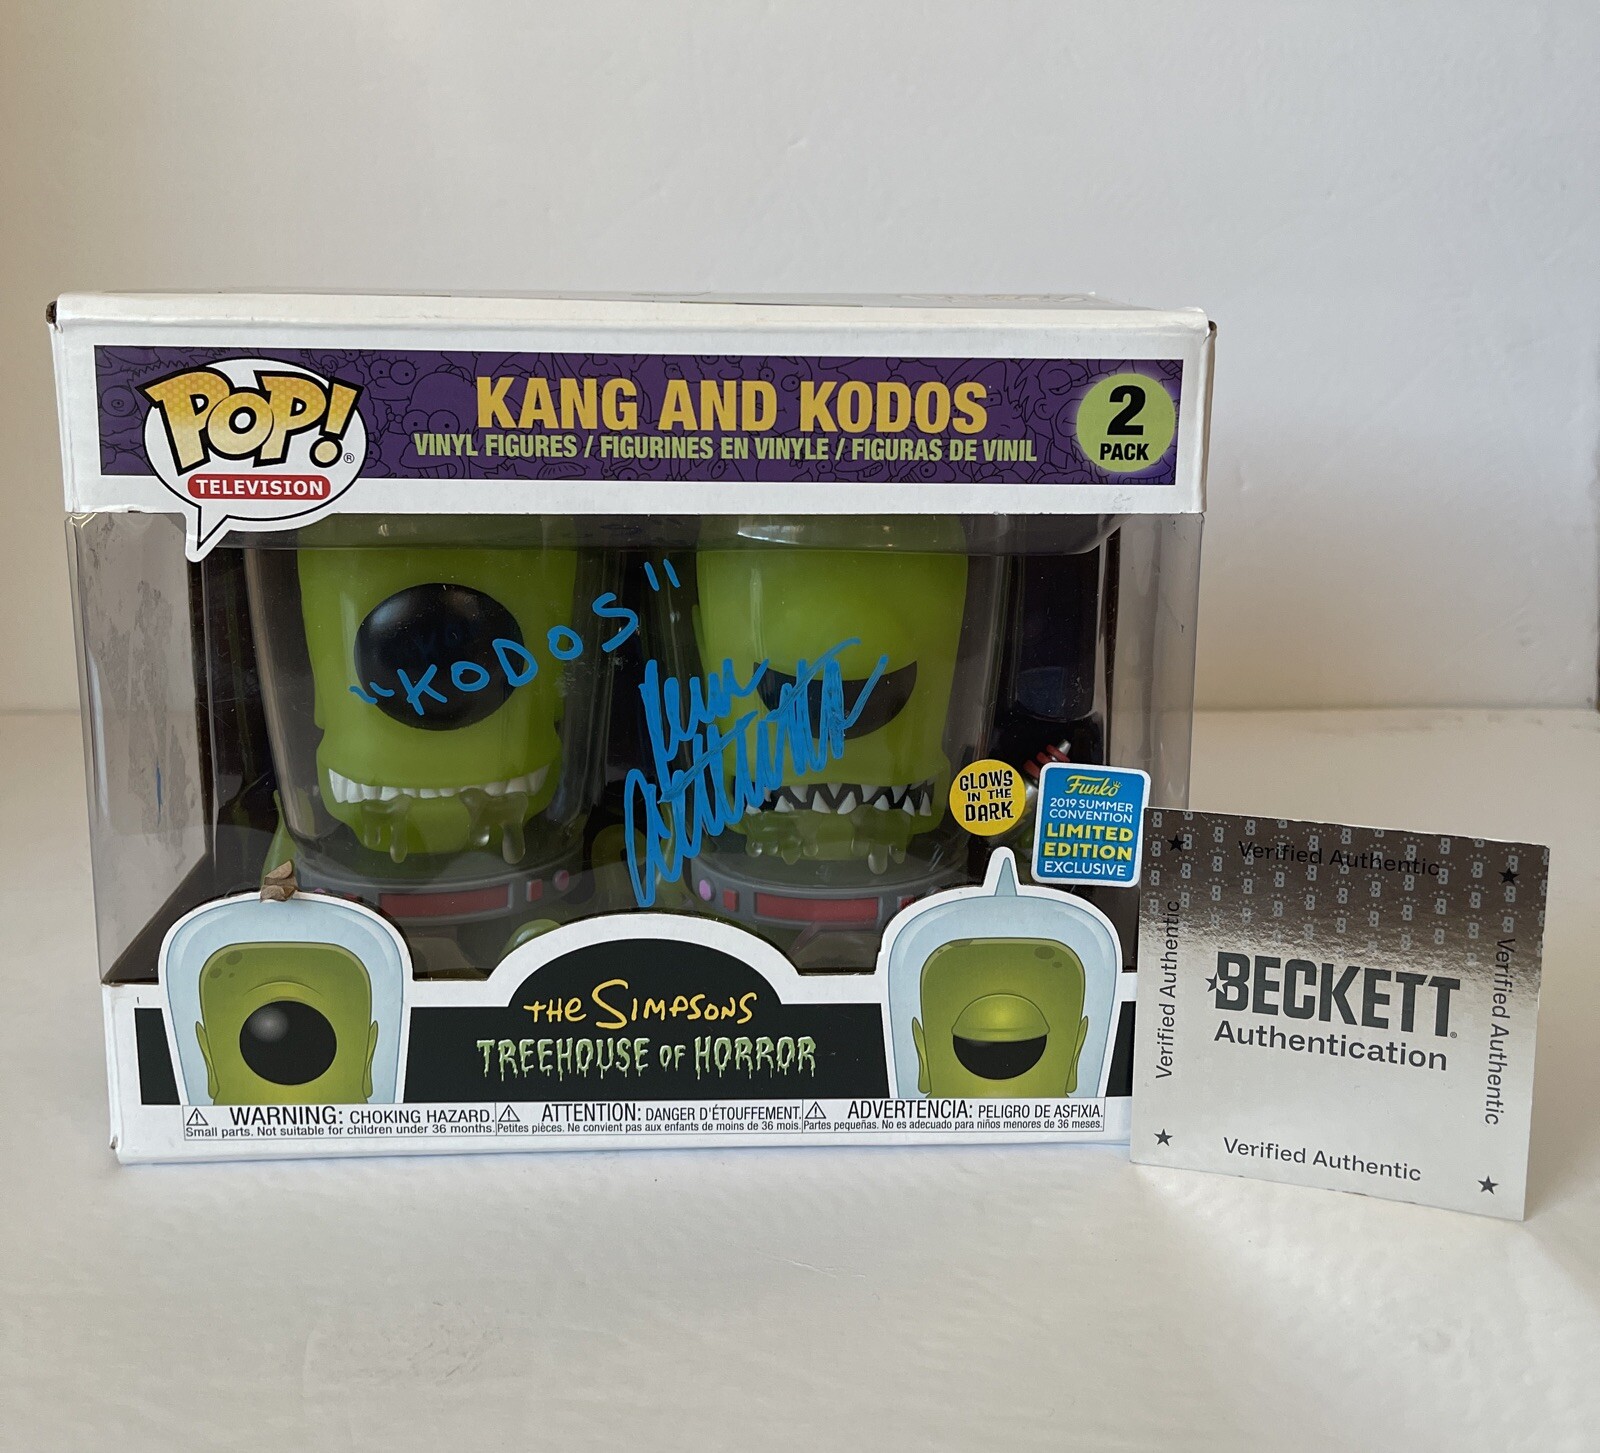 POP!®
TELEVISION
KANG AND KODOS
VINYL FIGURES / FIGURINES EN VINYLE / FIGURAS DE VINIL
2
PACK
"KODOS"
GLOWS
IN THE
DARK
Funko
2019 SUMMER
CONVENTION
LIMITED
EDITION
EXCLUSIVE
THE SIMPSONS
TREEHOUSE OF HORROR
⚠ WARNING: CHOKING HAZARD.
Small parts. Not suitable for children under 36 months.
⚠ ATTENTION: DANGER D'ÉTOUFFEMENT.
Petites pièces. Ne convient pas aux enfants de moins de 36 mois.
⚠ ADVERTENCIA: PELIGRO DE ASFIXIA.
Partes pequeñas. No es adecuado para niños menores de 36 meses.
Verified Authentic
Verified Authentic
Verified Authentic
BECKETT®
Authentication
Verified Authentic